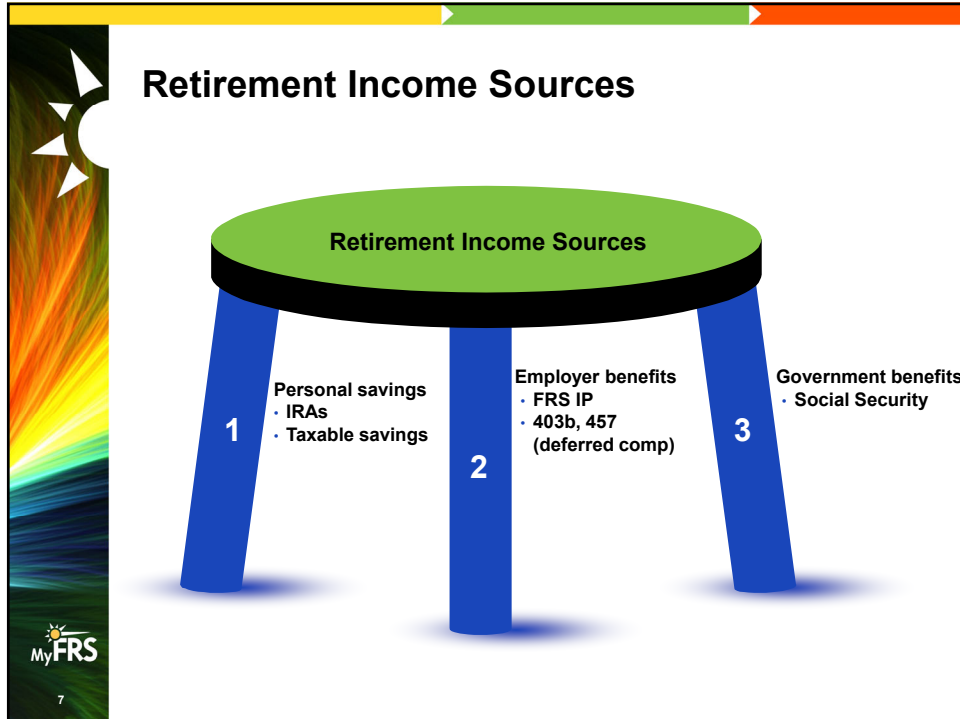 Retirement Income Sources
Retirement Income Sources
1
Personal savings
• IRAs
• Taxable savings
2
Employer benefits
• FRS IP
• 403b, 457
(deferred comp)
3
Government benefits
• Social Security
MyFRS
7